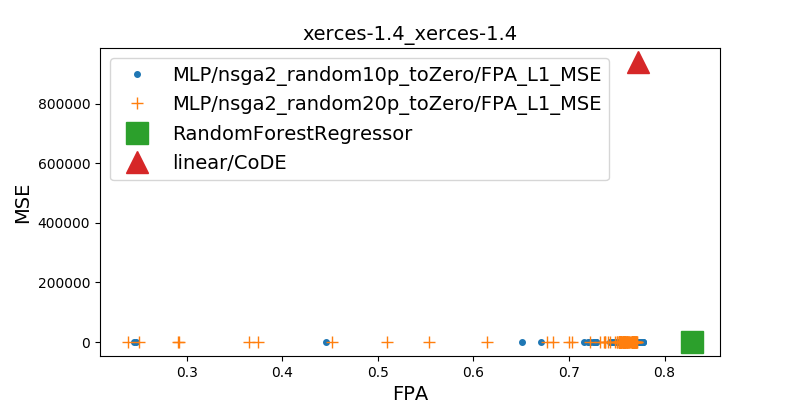 xerces-1.4_xerces-1.4
MLP/nsga2_random10p_toZero/FPA_L1_MSE
MLP/nsga2_random20p_toZero/FPA_L1_MSE
RandomForestRegressor
linear/CoDE
MSE
800000
600000
400000
200000
0
0.3 0.4 0.5 0.6 0.7 0.8
FPA